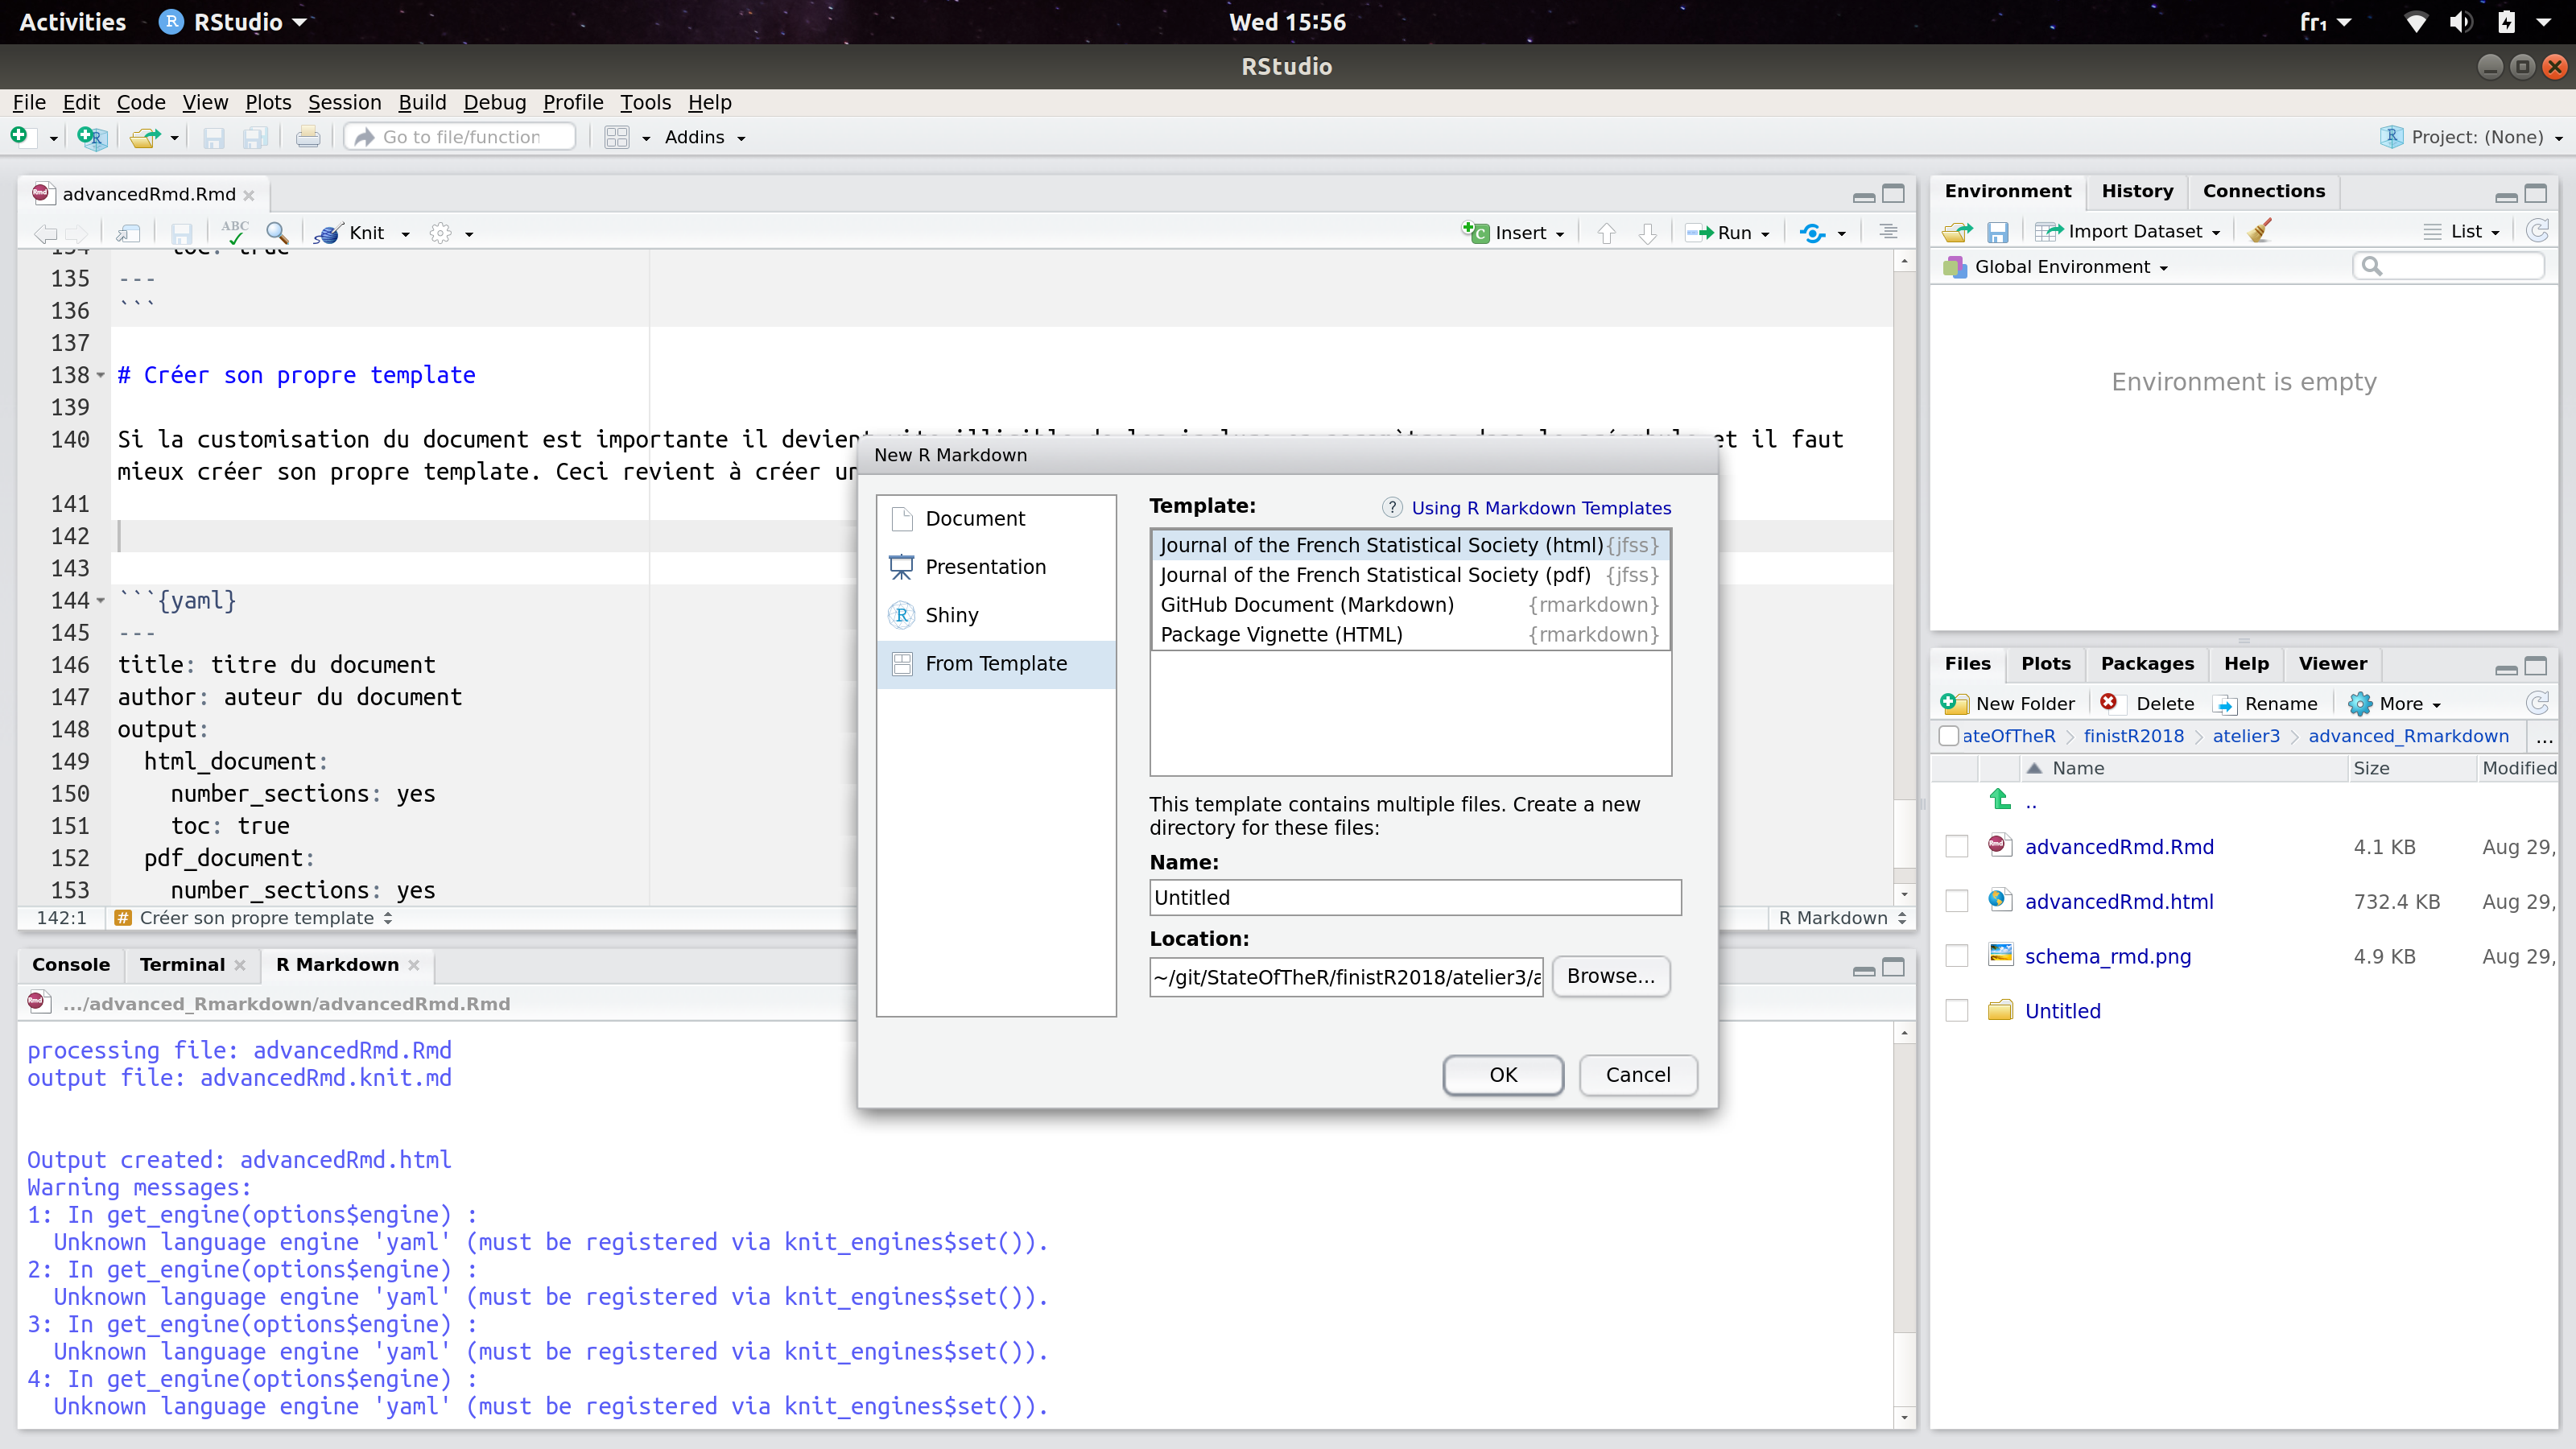 Activities RStudio Wed 15:56 fr₁
RStudio
File Edit Code View Plots Session Build Debug Profile Tools Help
Go to file/function Addins Project: (None)
advancedRmd.Rmd
ABC Knit Insert Run
134 toc: true
135 ---
136 ```
137
138 # Créer son propre template
139
140 Si la customisation du document est importante il devient et il faut
mieux créer son propre template. Ceci revient à créer un
141
142
143
144 ```{yaml}
145 ---
146 title: titre du document
147 author: auteur du document
148 output:
149 html_document:
150 number_sections: yes
151 toc: true
152 pdf_document:
153 number_sections: yes
142:1 # Créer son propre template R Markdown
New R Markdown
Document
Presentation
Shiny
From Template
Template: ? Using R Markdown Templates
Journal of the French Statistical Society (html) {jfss}
Journal of the French Statistical Society (pdf) {jfss}
GitHub Document (Markdown) {rmarkdown}
Package Vignette (HTML) {rmarkdown}
This template contains multiple files. Create a new
directory for these files:
Name:
Untitled
Location:
~/git/StateOfTheR/finistR2018/atelier3/a Browse...
OK Cancel
Console Terminal R Markdown
.../advanced_Rmarkdown/advancedRmd.Rmd
processing file: advancedRmd.Rmd
output file: advancedRmd.knit.md
Output created: advancedRmd.html
Warning messages:
1: In get_engine(options$engine) :
Unknown language engine 'yaml' (must be registered via knit_engines$set()).
2: In get_engine(options$engine) :
Unknown language engine 'yaml' (must be registered via knit_engines$set()).
3: In get_engine(options$engine) :
Unknown language engine 'yaml' (must be registered via knit_engines$set()).
4: In get_engine(options$engine) :
Unknown language engine 'yaml' (must be registered via knit_engines$set()).
Environment History Connections
Import Dataset List
Global Environment
Environment is empty
Files Plots Packages Help Viewer
New Folder Delete Rename More
ateOfTheR finistR2018 atelier3 advanced_Rmarkdown ...
Name Size Modified
..
advancedRmd.Rmd 4.1 KB Aug 29,
advancedRmd.html 732.4 KB Aug 29,
schema_rmd.png 4.9 KB Aug 29,
Untitled